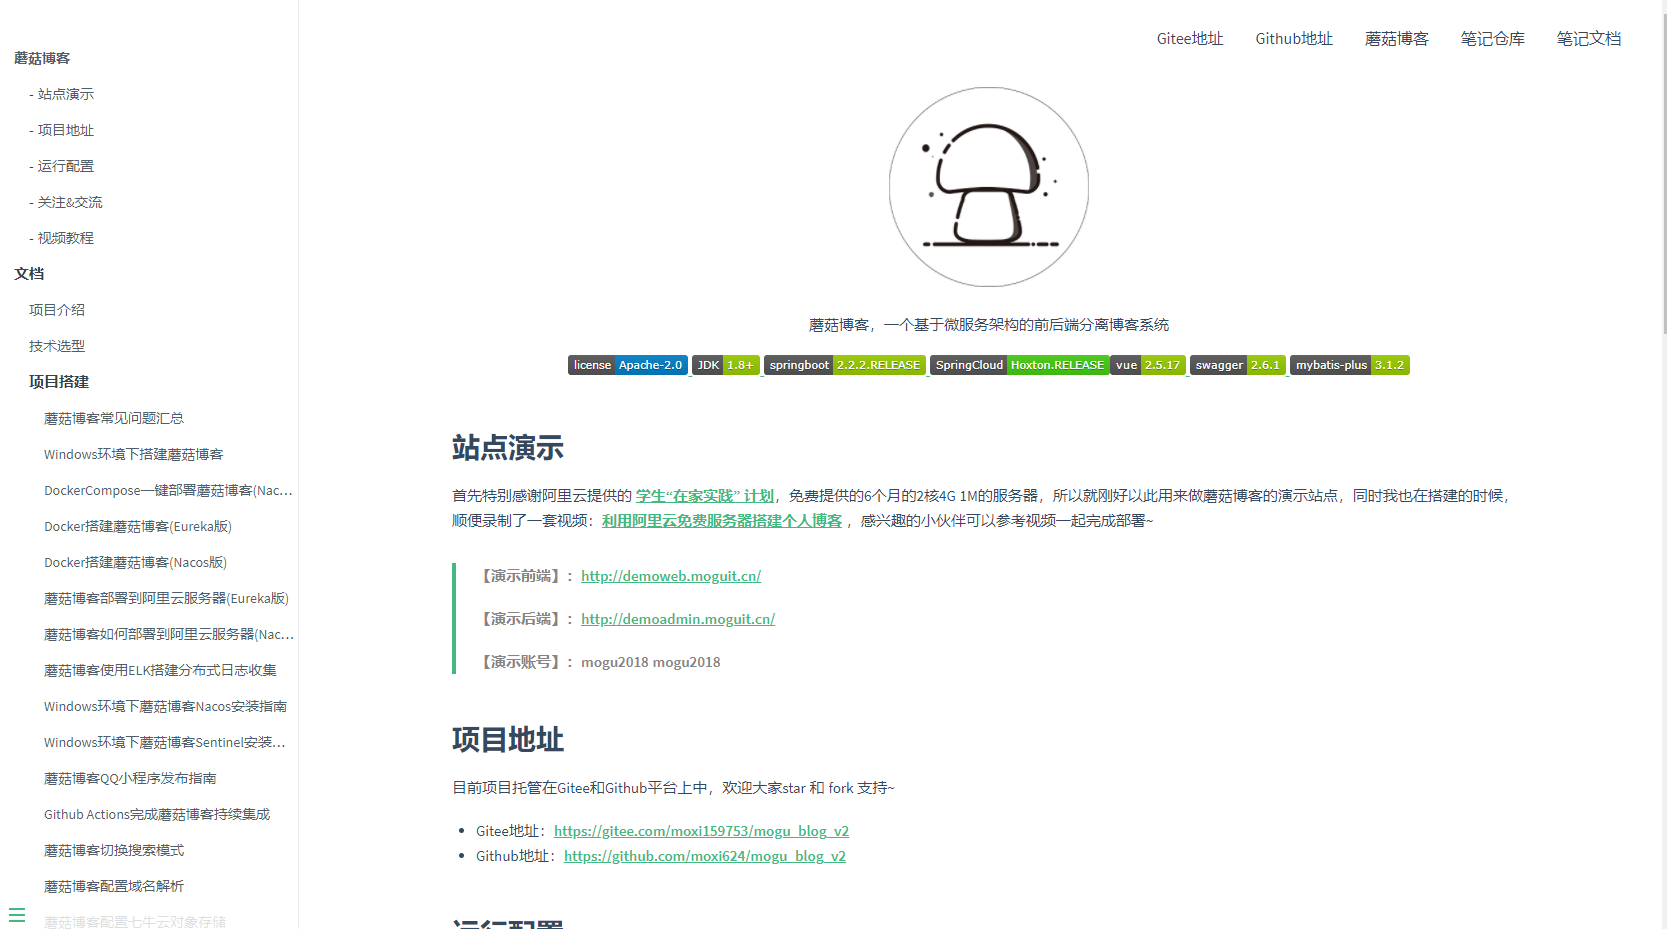 Gitee地址
Github地址
蘑菇博客
笔记仓库
笔记文档
蘑菇博客
- 站点演示
- 项目地址
- 运行配置
- 关注&交流
- 视频教程
文档
项目介绍
技术选型
项目搭建
蘑菇博客常见问题汇总
Windows环境下搭建蘑菇博客
DockerCompose一键部署蘑菇博客(Nac...
Docker搭建蘑菇博客(Eureka版)
Docker搭建蘑菇博客(Nacos版)
蘑菇博客部署到阿里云服务器(Eureka版)
蘑菇博客如何部署到阿里云服务器(Nac...
蘑菇博客使用ELK搭建分布式日志收集
Windows环境下蘑菇博客Nacos安装指南
Windows环境下蘑菇博客Sentinel安装...
蘑菇博客QQ小程序发布指南
Github Actions完成蘑菇博客持续集成
蘑菇博客切换搜索模式
蘑菇博客配置域名解析
蘑菇博客配置七牛云对象存储
蘑菇博客，一个基于微服务架构的前后端分离博客系统
license Apache-2.0 JDK 1.8+ springboot 2.2.2.RELEASE SpringCloud Hoxton.RELEASE vue 2.5.17 swagger 2.6.1 mybatis-plus 3.1.2
站点演示
首先特别感谢阿里云提供的 学生“在家实践” 计划，免费提供的6个月的2核4G 1M的服务器，所以就刚好以此用来做蘑菇博客的演示站点，同时我也在搭建的时候，
顺便录制了一套视频：利用阿里云免费服务器搭建个人博客 ，感兴趣的小伙伴可以参考视频一起完成部署~
【演示前端】：http://demoweb.moguit.cn/
【演示后端】：http://demoadmin.moguit.cn/
【演示账号】：mogu2018 mogu2018
项目地址
目前项目托管在Gitee和Github平台上中，欢迎大家star 和 fork 支持~
Gitee地址：https://gitee.com/moxi159753/mogu_blog_v2
Github地址：https://github.com/moxi624/mogu_blog_v2
运行配置